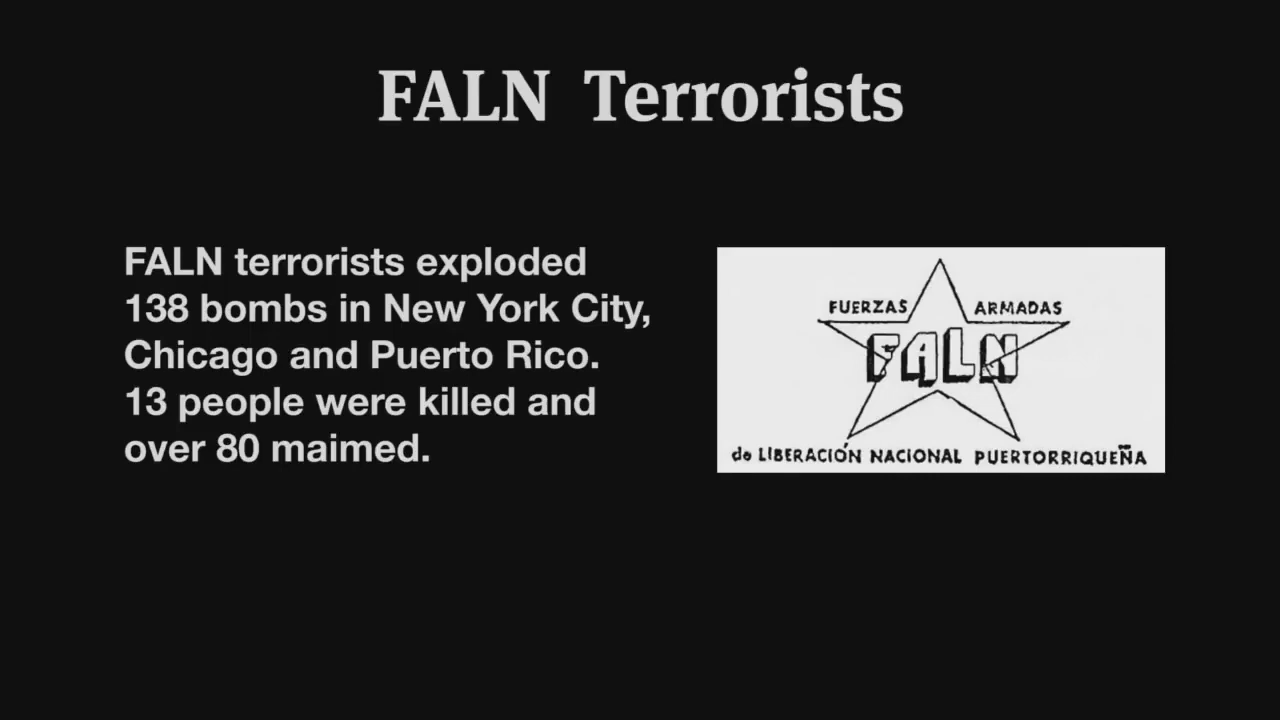 FALN Terrorists
FALN terrorists exploded
138 bombs in New York City,
Chicago and Puerto Rico.
13 people were killed and
over 80 maimed.
FUERZAS ARMADAS
FALN
de LIBERACIÓN NACIONAL PUERTORRIQUEÑA